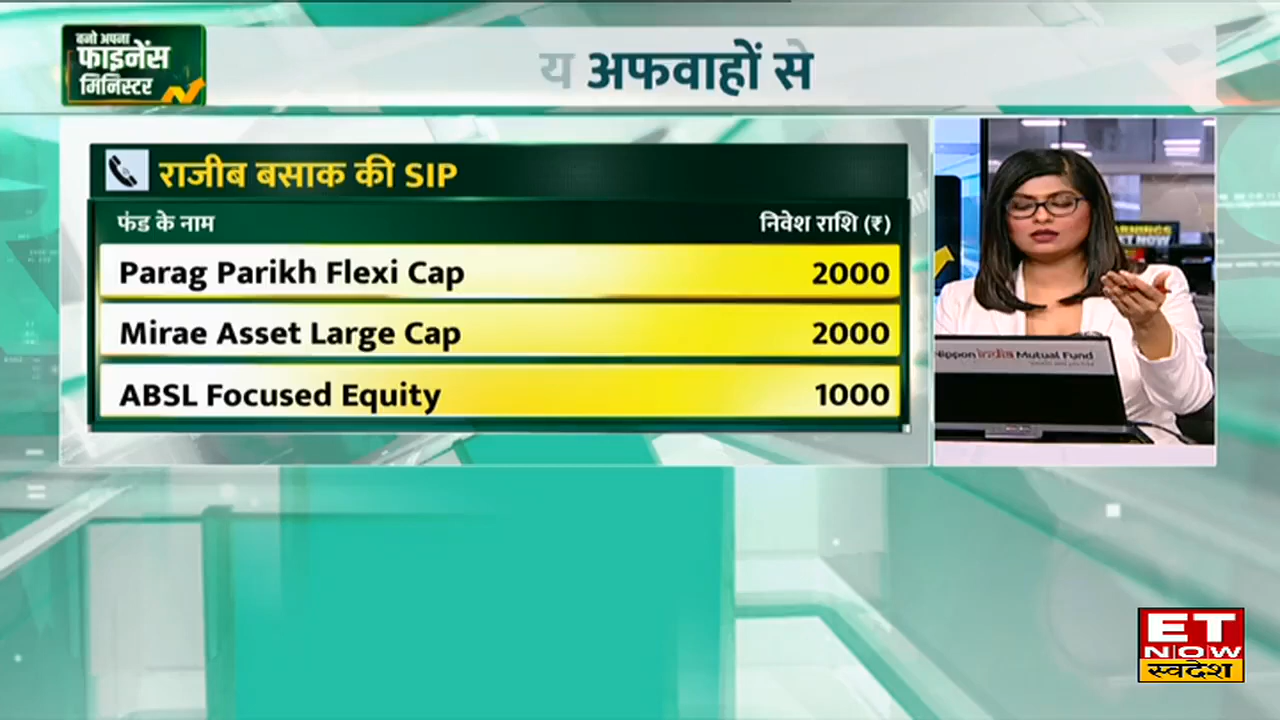 बनो अपना
फाइनेंस
मिनिस्टर
य अफवाहों से
राजीब बसाक की SIP
फंड के नाम निवेश राशि (₹)
Parag Parikh Flexi Cap 2000
Mirae Asset Large Cap 2000
ABSL Focused Equity 1000
Nippon india Mutual Fund
ET
NOW
स्वदेश